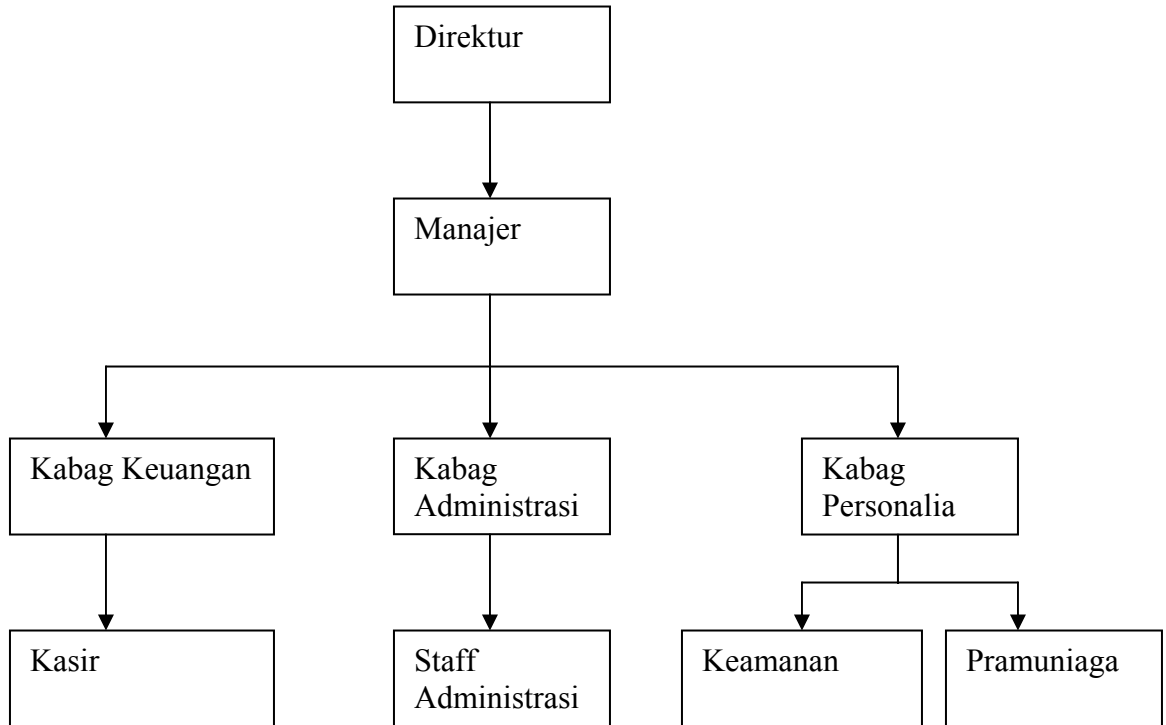 Direktur
Manajer
Kabag Keuangan
Kabag
Administrasi
Kabag
Personalia
Kasir
Staff
Administrasi
Keamanan
Pramuniaga